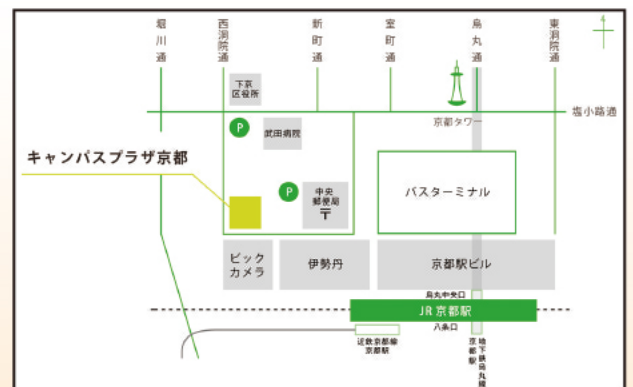 堀川通
西洞院通
新町通
室町通
烏丸通
東洞院通
下京
区役所
P
武田病院
京都タワー
塩小路通
キャンパスプラザ京都
P
中央
郵便局
〒
バスターミナル
ビック
カメラ
伊勢丹
京都駅ビル
烏丸中央口
JR 京都駅
八条口
近鉄京都線
京都駅
地下鉄烏丸線
京都駅